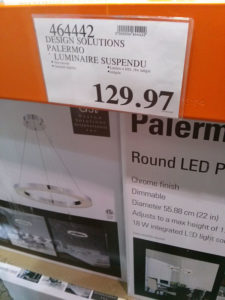 464442
DESIGN SOLUTIONS
PALERMO
LUMINAIRE SUSPENDU
129.97
Palerm
Round LED P
Chrome finish
Dimmable
Diameter 55.88 cm (22 in)
Adjusts to a max height of 1
18 W integrated LED light so